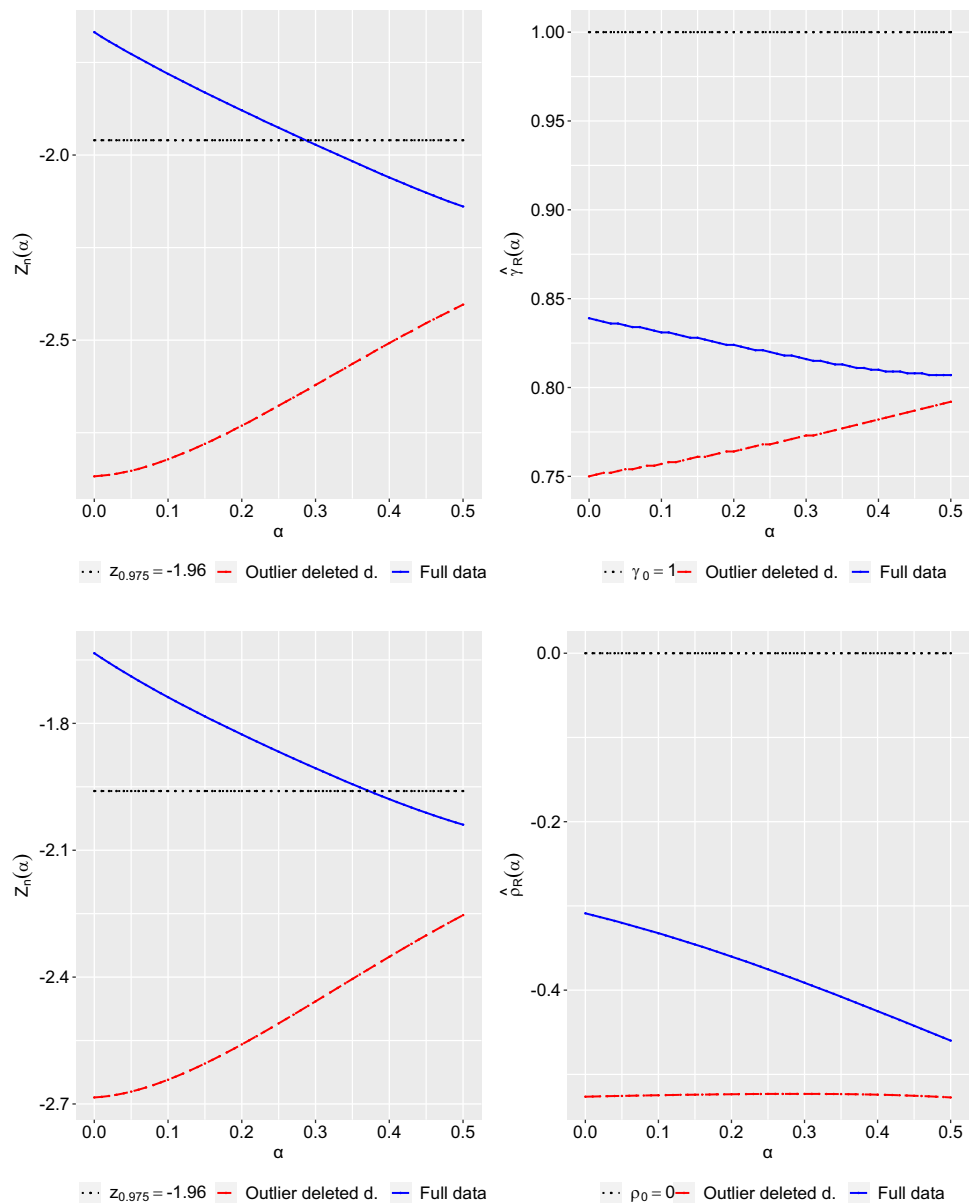 1.00
0.95
0.90
0.85
0.80
0.75
γ̂_R(α)
0.0 0.1 0.2 0.3 0.4 0.5
α
γ₀ = 1 Outlier deleted d. Full data
-2.0
-2.5
Zₙ(α)
0.0 0.1 0.2 0.3 0.4 0.5
α
z₀.₉₇₅ = -1.96 Outlier deleted d. Full data
-1.8
-2.1
-2.4
-2.7
Zₙ(α)
0.0 0.1 0.2 0.3 0.4 0.5
α
z₀.₉₇₅ = -1.96 Outlier deleted d. Full data
0.0
-0.2
-0.4
ρ̂_R(α)
0.0 0.1 0.2 0.3 0.4 0.5
α
ρ₀ = 0 Outlier deleted d. Full data